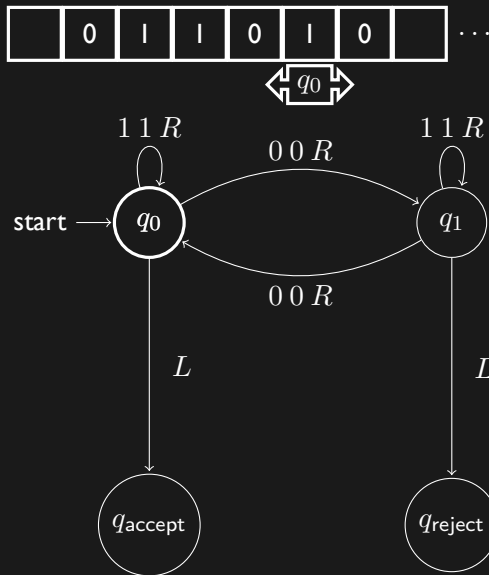 0 1 1 0 1 0 ...
q0
1 1 R
0 0 R
1 1 R
start
q0
q1
0 0 R
L
L
qaccept
qreject